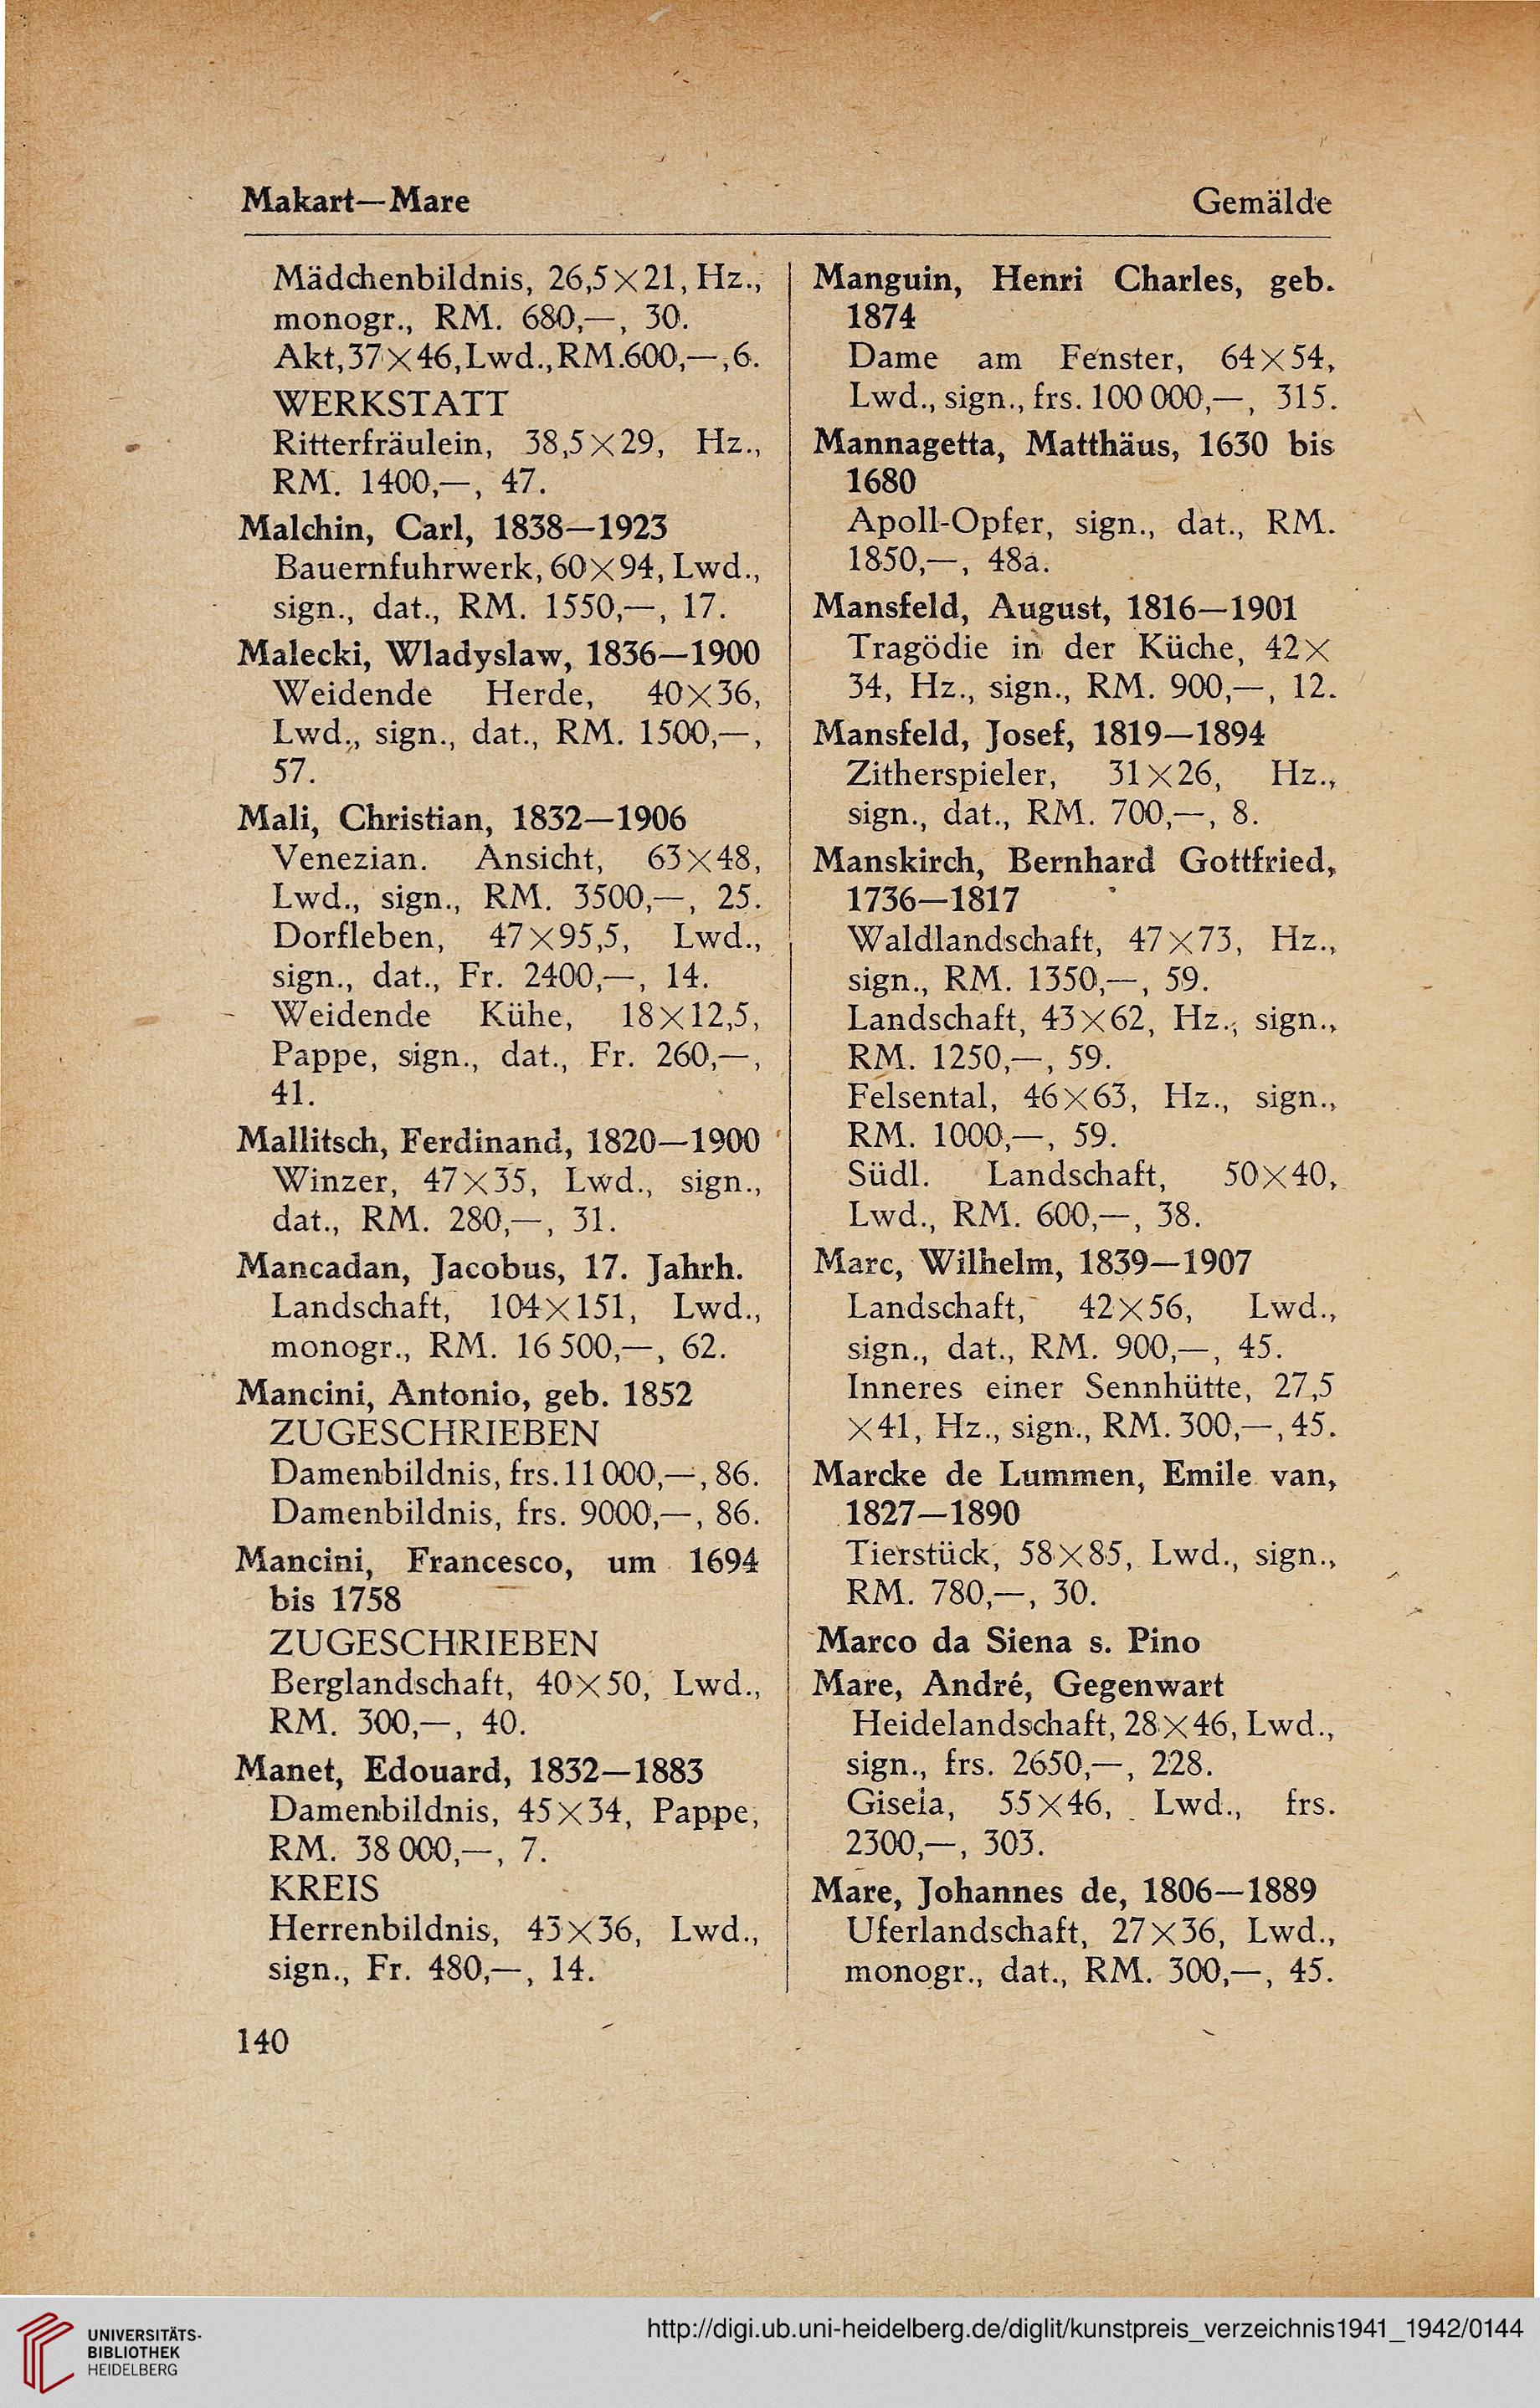 Makart—Mare
Gemälde
Mädchenbildnis, 26,5×21, Hz.,
monogr., RM. 680,—, 30.
Akt, 37×46, Lwd., RM. 600,—, 6.
WERKSTATT
Ritterfräulein, 38,5×29, Hz.,
RM. 1400,—, 47.
Malchin, Carl, 1838—1923
Bauernfuhrwerk, 60×94, Lwd.,
sign., dat., RM. 1550,—, 17.
Malecki, Wladyslaw, 1836—1900
Weidende Herde, 40×36,
Lwd., sign., dat., RM. 1500,—,
57.
Mali, Christian, 1832—1906
Venezian. Ansicht, 63×48,
Lwd., sign., RM. 3500,—, 25.
Dorfleben, 47×95,5, Lwd.,
sign., dat., Fr. 2400,—, 14.
Weidende Kühe, 18×12,5,
Pappe, sign., dat., Fr. 260,—,
41.
Mallitsch, Ferdinand, 1820—1900
Winzer, 47×35, Lwd., sign.,
dat., RM. 280,—, 31.
Mancadan, Jacobus, 17. Jahrh.
Landschaft, 104×151, Lwd.,
monogr., RM. 16 500,—, 62.
Mancini, Antonio, geb. 1852
ZUGESCHRIEBEN
Damenbildnis, frs. 11 000,—, 86.
Damenbildnis, frs. 9000,—, 86.
Mancini, Francesco, um 1694
bis 1758
ZUGESCHRIEBEN
Berglandschaft, 40×50, Lwd.,
RM. 300,—, 40.
Manet, Edouard, 1832—1883
Damenbildnis, 45×34, Pappe,
RM. 38 000,—, 7.
KREIS
Herrenbildnis, 43×36, Lwd.,
sign., Fr. 480,—, 14.
Manguin, Henri Charles, geb.
1874
Dame am Fenster, 64×54,
Lwd., sign., frs. 100 000,—, 315.
Mannagetta, Matthäus, 1630 bis
1680
Apoll-Opfer, sign., dat., RM.
1850,—, 48a.
Mansfeld, August, 1816—1901
Tragödie in der Küche, 42×
34, Hz., sign., RM. 900,—, 12.
Mansfeld, Josef, 1819—1894
Zitherspieler, 31×26, Hz.,
sign., dat., RM. 700,—, 8.
Manskirch, Bernhard Gottfried,
1736—1817
Waldlandschaft, 47×73, Hz.,
sign., RM. 1350,—, 59.
Landschaft, 43×62, Hz., sign.,
RM. 1250,—, 59.
Felsental, 46×63, Hz., sign.,
RM. 1000,—, 59.
Südl. Landschaft, 50×40,
Lwd., RM. 600,—, 38.
Marc, Wilhelm, 1839—1907
Landschaft, 42×56, Lwd.,
sign., dat., RM. 900,—, 45.
Inneres einer Sennhütte, 27,5
×41, Hz., sign., RM. 300,—, 45.
Marcke de Lummen, Emile van,
1827—1890
Tierstück, 58×85, Lwd., sign.,
RM. 780,—, 30.
Marco da Siena s. Pino
Mare, André, Gegenwart
Heidelandschaft, 28×46, Lwd.,
sign., frs. 2650,—, 228.
Gisela, 55×46, Lwd., frs.
2300,—, 303.
Mare, Johannes de, 1806—1889
Uferlandschaft, 27×36, Lwd.,
monogr., dat., RM. 300,—, 45.
140
UNIVERSITÄTS-
BIBLIOTHEK
HEIDELBERG
http://digi.ub.uni-heidelberg.de/diglit/kunstpreis_verzeichnis1941_1942/0144